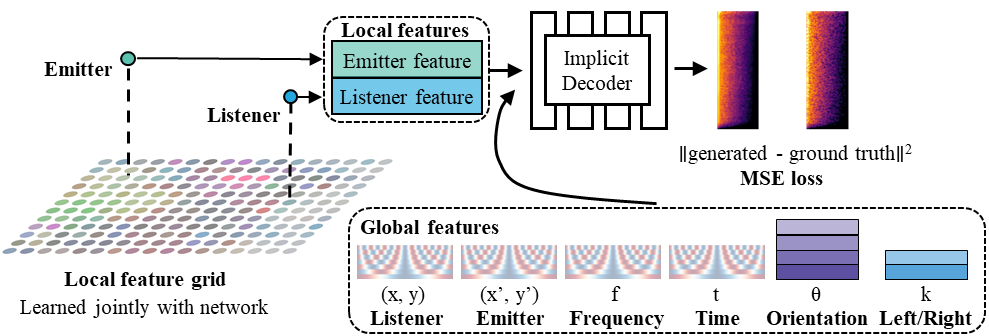 Local features
Emitter feature
Listener feature
Emitter
Listener
Implicit
Decoder
‖generated - ground truth‖²
MSE loss
Local feature grid
Learned jointly with network
Global features
(x, y)
Listener
(x’, y’)
Emitter
f
Frequency
t
Time
θ
Orientation
k
Left/Right